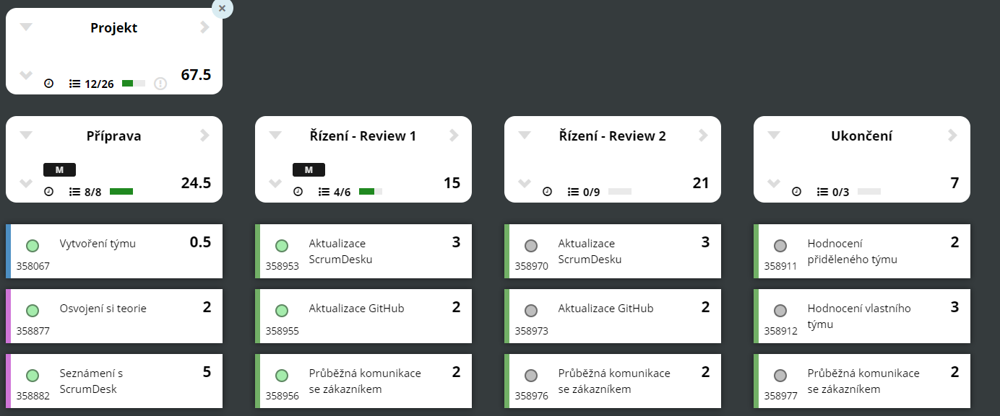 Projekt
12/26
67.5
Příprava
M
8/8
24.5
Řízení - Review 1
M
4/6
15
Řízení - Review 2
0/9
21
Ukončení
0/3
7
Vytvoření týmu
0.5
358067
Aktualizace
ScrumDesku
3
358953
Aktualizace
ScrumDesku
3
358970
Hodnocení
přiděleného týmu
2
358911
Osvojení si teorie
2
358877
Aktualizace GitHub
2
358955
Aktualizace GitHub
2
358973
Hodnocení vlastního
týmu
3
358912
Seznámení s
ScrumDesk
5
358882
Průběžná komunikace
se zákazníkem
2
358956
Průběžná komunikace
se zákazníkem
2
358976
Průběžná komunikace
se zákazníkem
2
358977